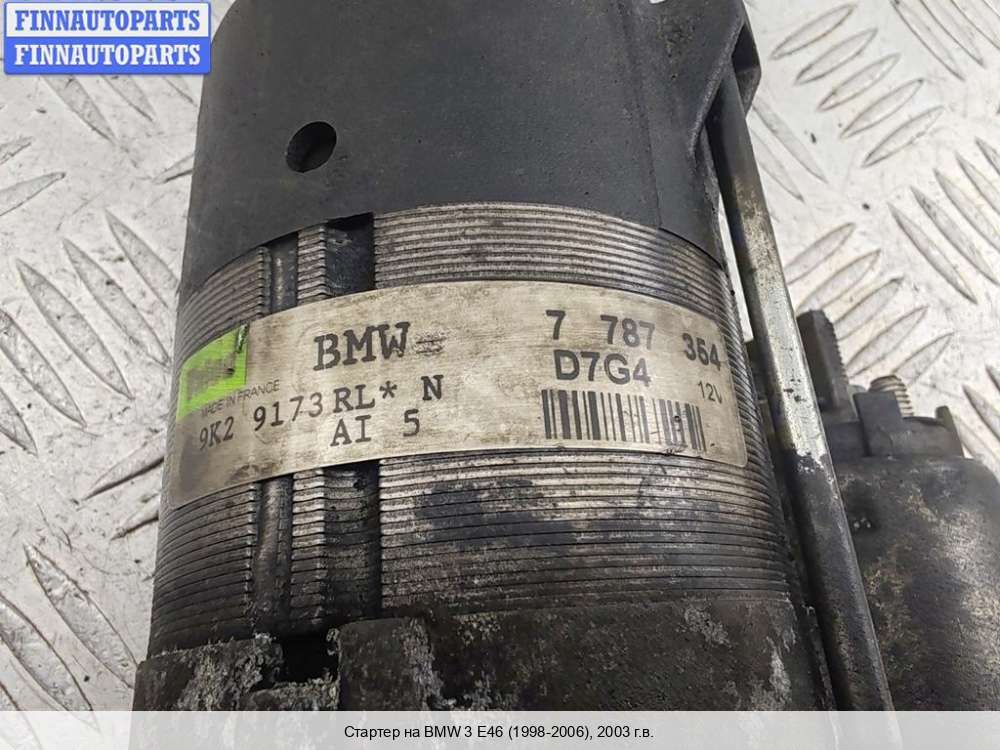 FINNAUTOPARTS
FINNAUTOPARTS
BMW
7 787 354
D7G4
12V
MADE IN FRANCE
9K2 9173 RL* N
AI 5
Стартер на BMW 3 E46 (1998-2006), 2003 г.в.